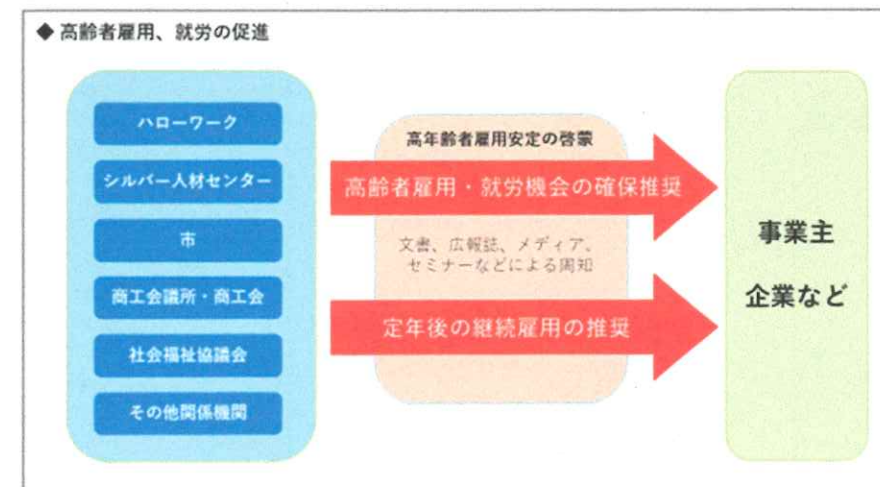 ◆ 高齢者雇用、就労の促進
ハローワーク
シルバー人材センター
市
商工会議所・商工会
社会福祉協議会
その他関係機関
高年齢者雇用安定の啓蒙
高齢者雇用・就労機会の確保推奨
文書、広報誌、メディア、
セミナーなどによる周知
定年後の継続雇用の推奨
事業主
企業など